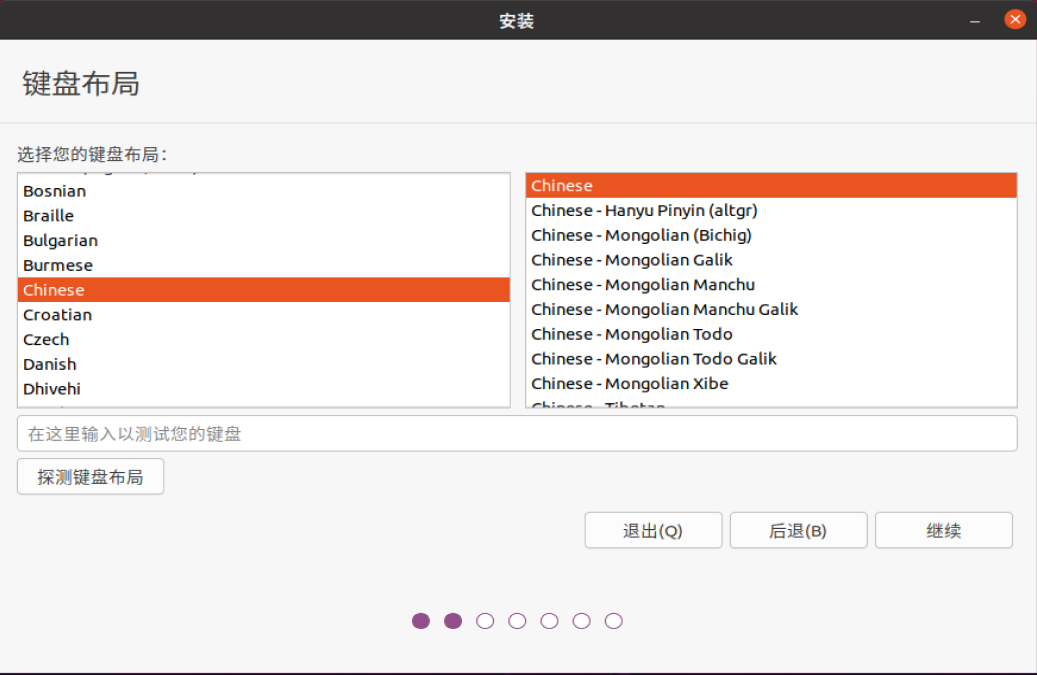 安装
键盘布局
选择您的键盘布局：
Bosnian
Braille
Bulgarian
Burmese
Chinese
Croatian
Czech
Danish
Dhivehi
Chinese
Chinese - Hanyu Pinyin (altgr)
Chinese - Mongolian (Bichig)
Chinese - Mongolian Galik
Chinese - Mongolian Manchu
Chinese - Mongolian Manchu Galik
Chinese - Mongolian Todo
Chinese - Mongolian Todo Galik
Chinese - Mongolian Xibe
Chinese - Tibetan
在这里输入以测试您的键盘
探测键盘布局
退出(Q)
后退(B)
继续